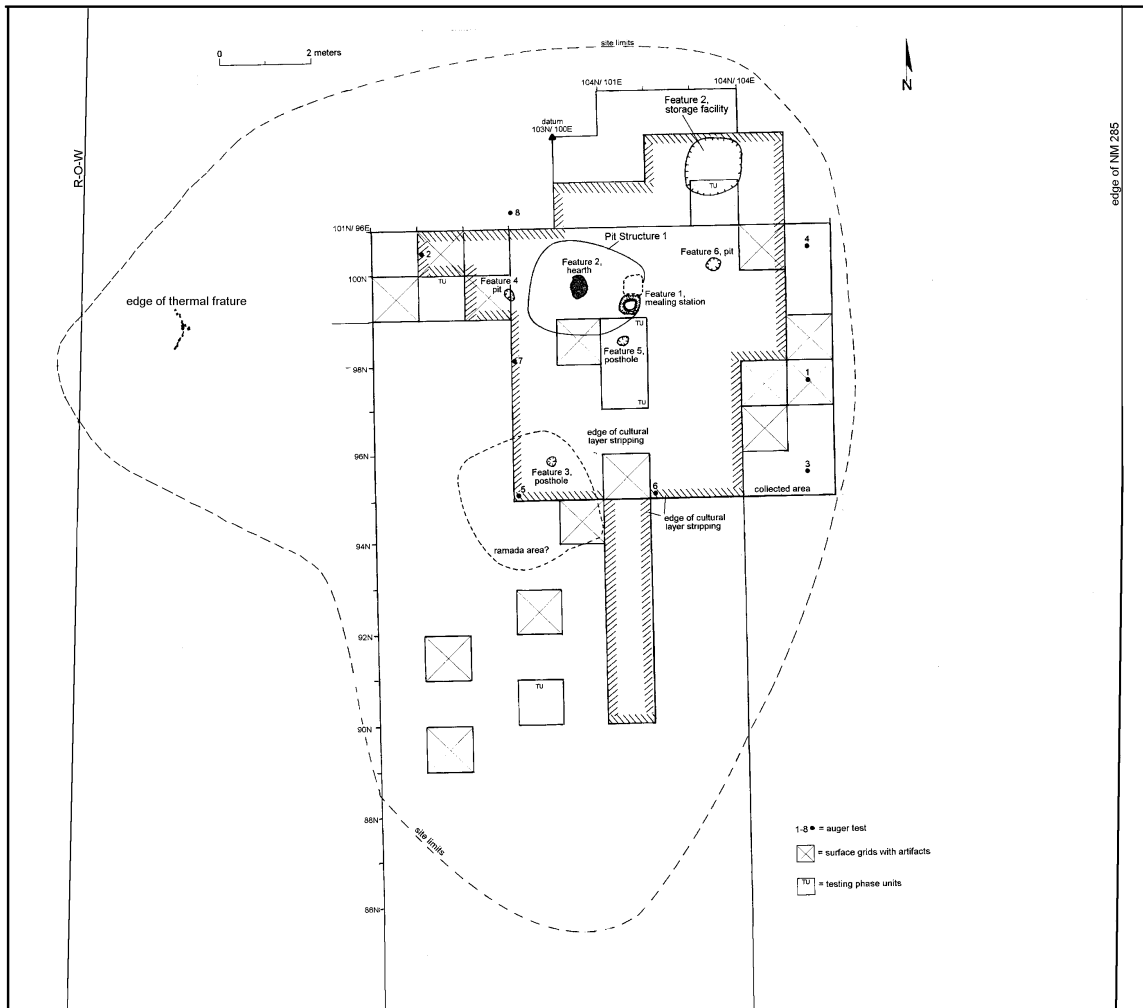 0 2 meters
site limits
N
104N/ 101E
104N/ 104E
Feature 2,
storage facility
datum
103N/ 100E
TU
R-O-W
edge of NM 285
8
101N/ 96E
Pit Structure 1
4
2
Feature 6, pit
100N
TU
Feature 4
pit
Feature 2,
hearth
Feature 1,
mealing station
edge of thermal frature
TU
Feature 5,
posthole
98N
7
1
TU
edge of cultural
layer stripping
96N
Feature 3,
posthole
3
5
6
collected area
edge of cultural
layer stripping
94N
ramada area?
92N
TU
90N
88N
site limits
86N
1-8 = auger test
= surface grids with artifacts
TU = testing phase units